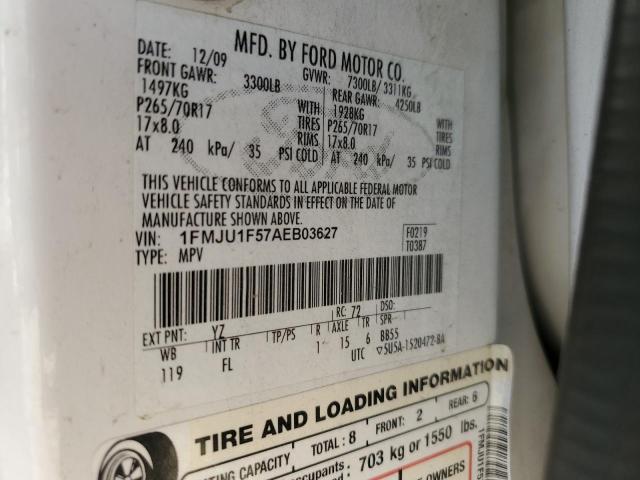 MFD. BY FORD MOTOR CO.
DATE: 12/09 GVWR: 7300LB/ 3311KG
FRONT GAWR: 3300LB REAR GAWR: 4250LB
1497KG WITH 1928KG WITH
P265/70R17 TIRES P265/70R17 TIRES
17x8.0 RIMS 17x8.0 RIMS
AT 240 kPa/ 35 PSI COLD AT 240 kPa/ 35 PSI COLD
THIS VEHICLE CONFORMS TO ALL APPLICABLE FEDERAL MOTOR
VEHICLE SAFETY STANDARDS IN EFFECT ON THE DATE OF
MANUFACTURE SHOWN ABOVE.
VIN: 1FMJU1F57AEB03627 F0219
TYPE: MPV T0387
RC: 72 DSO:
EXT PNT: YZ
WB INT TR TP/PS R AXLE TR SPR
119 FL 1 15 6 BB55
UTC ▽5U5A-1520472-BA
TIRE AND LOADING INFORMATION
TING CAPACITY TOTAL: 8 FRONT: 2 REAR: 6
ccupants 703 kg or 1550 lbs.
OWNERS
1FMJU1F5